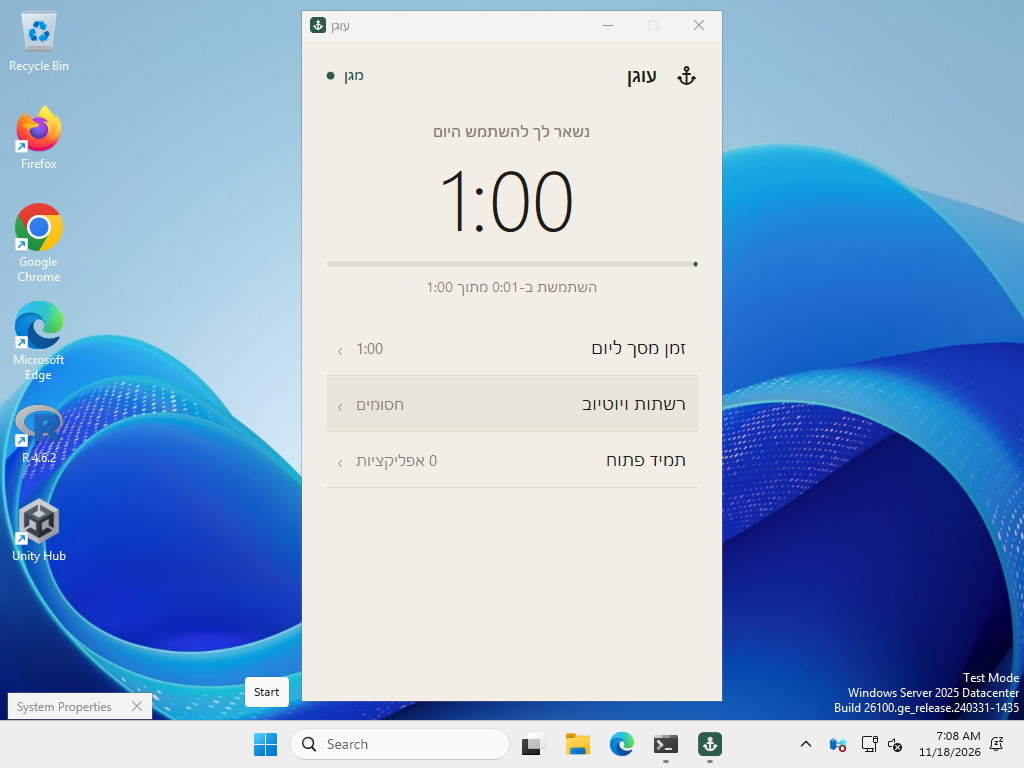 Recycle Bin
Firefox
Google
Chrome
Microsoft
Edge
R 4.6.2
Unity Hub
עוגן
עוגן
מגן
נשאר לך להשתמש היום
1:00
השתמשת ב-0:01 מתוך 1:00
זמן מסך ליום
1:00
רשתות ויוטיוב
חסומים
תמיד פתוח
0 אפליקציות
Start
System Properties
Test Mode
Windows Server 2025 Datacenter
Build 26100.ge_release.240331-1435
Search
7:08 AM
11/18/2026